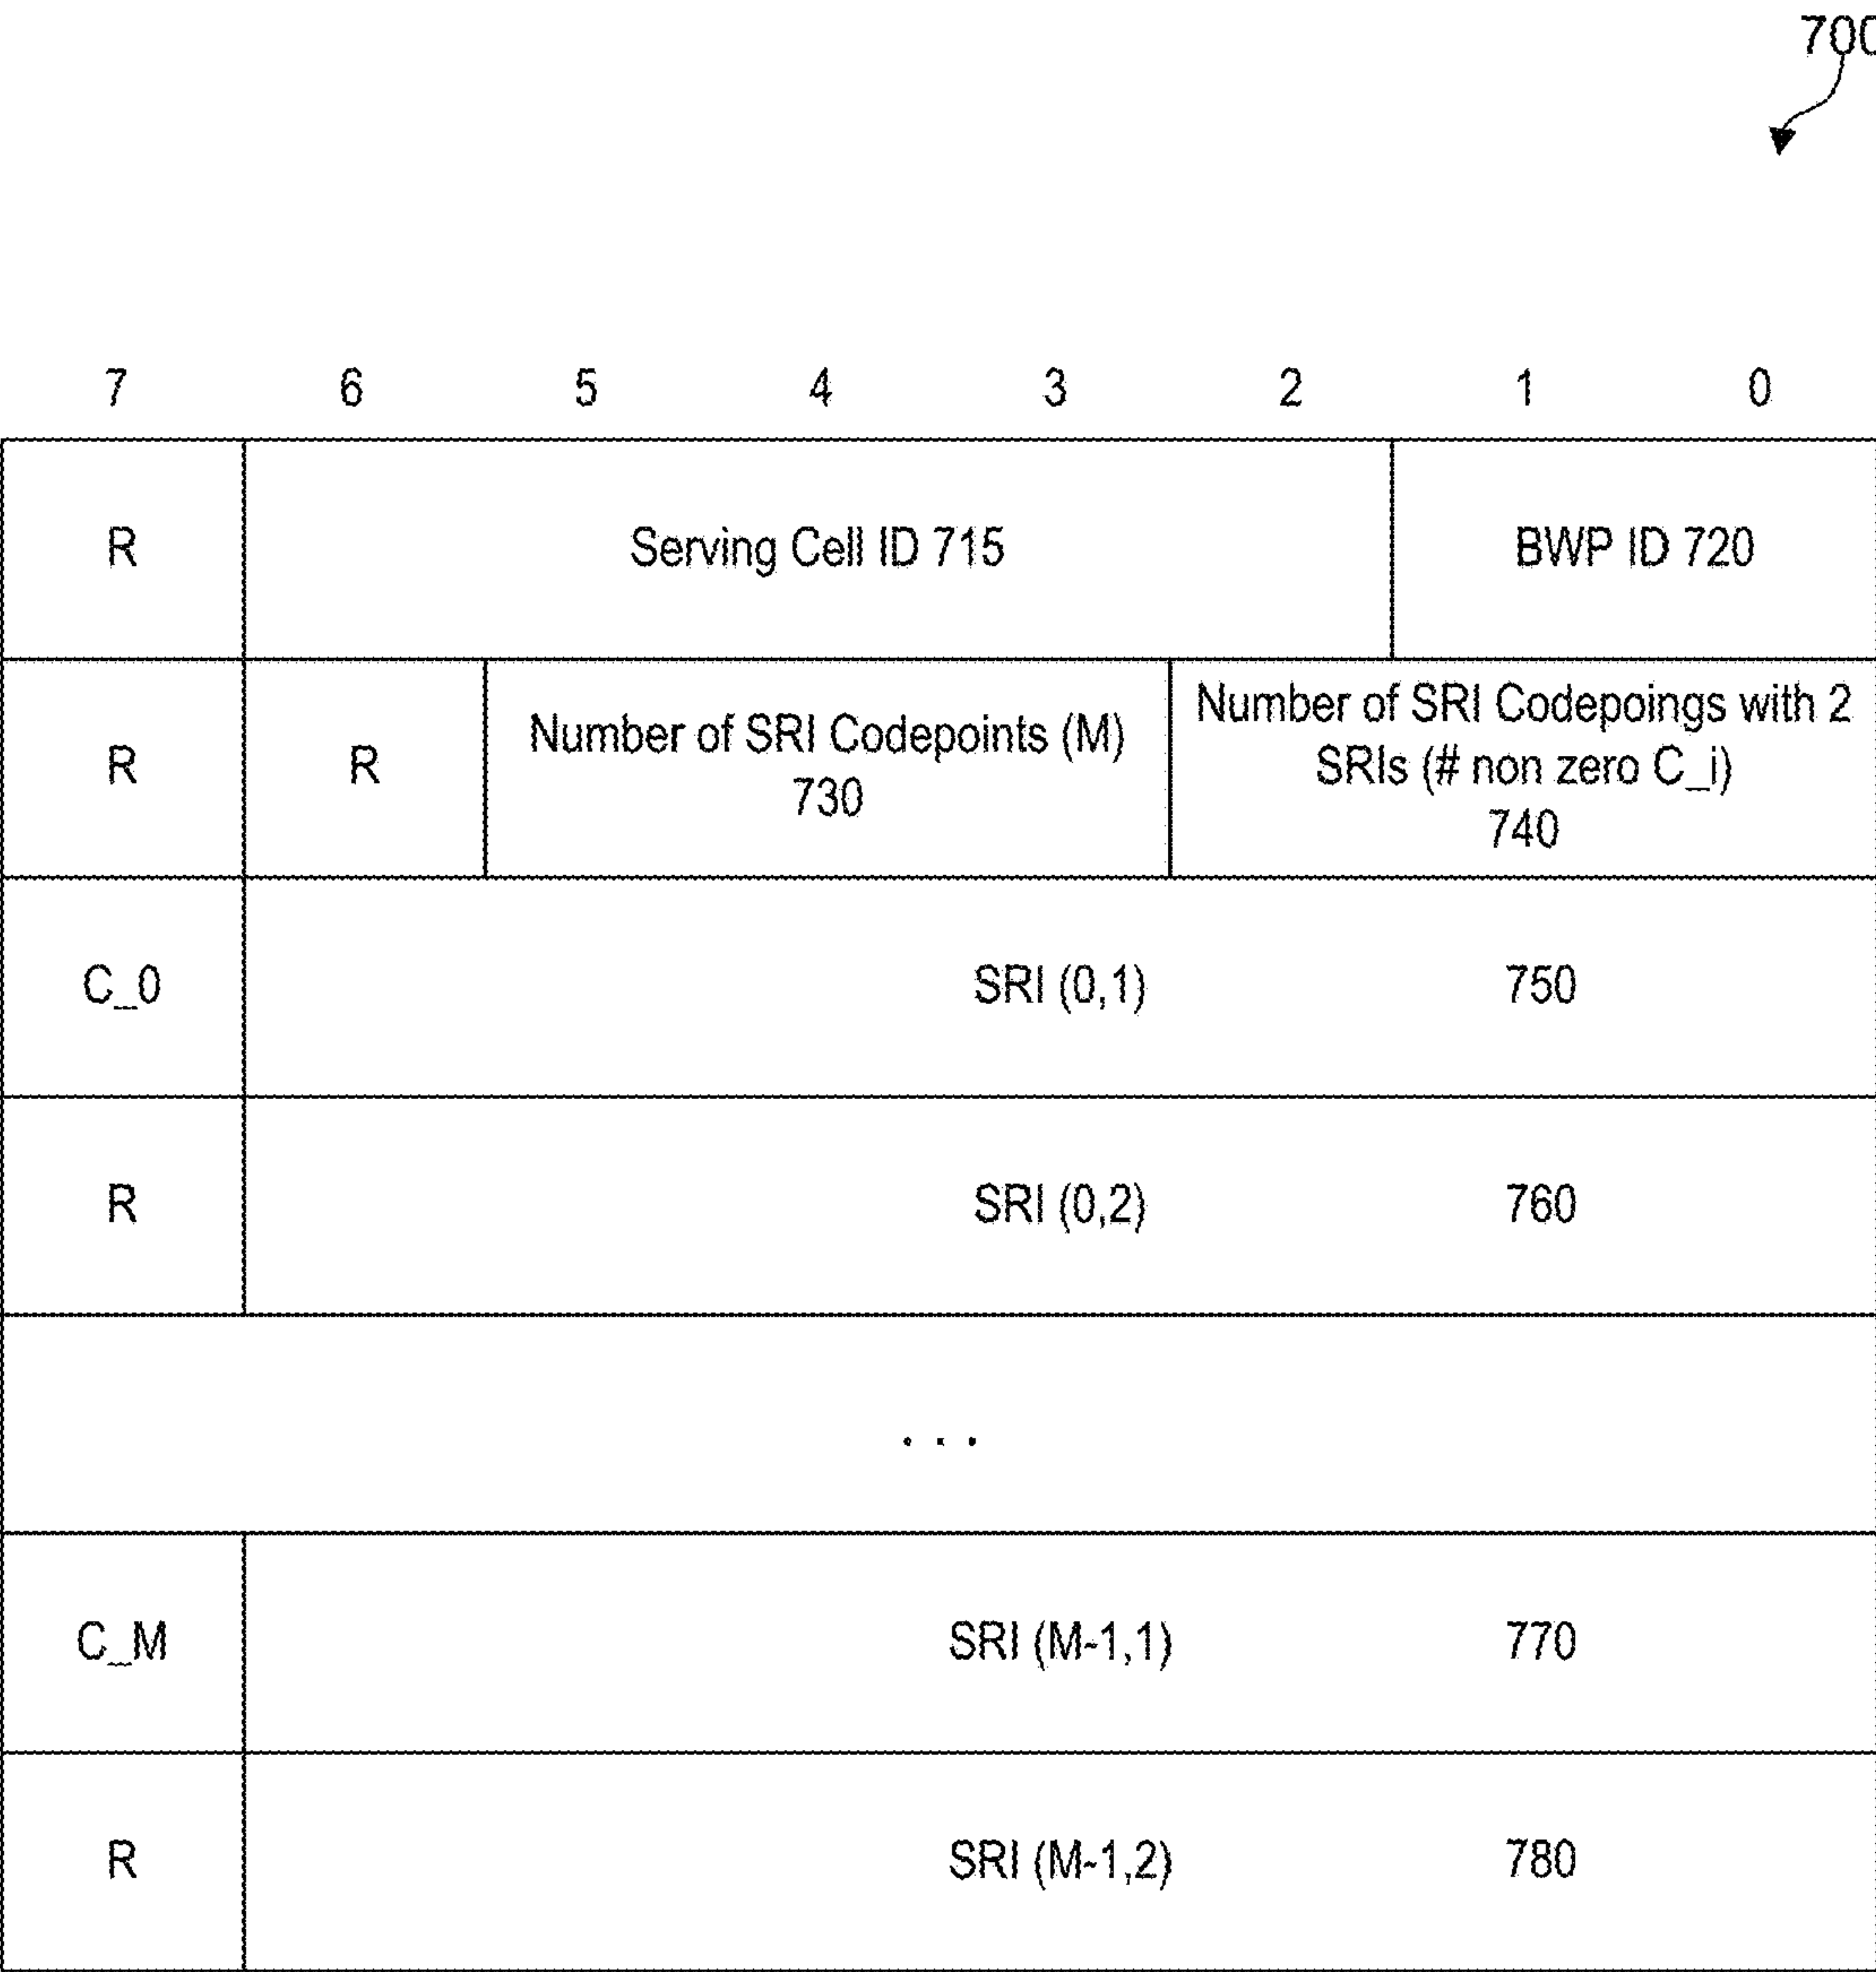 700
7 6 5 4 3 2 1 0
R Serving Cell ID 715 BWP ID 720
R R Number of SRI Codepoints (M)
730
Number of SRI Codepoings with 2
SRIs (# non zero C_i)
740
C_0 SRI (0,1) 750
R SRI (0,2) 760
. . .
C_M SRI (M-1,1) 770
R SRI (M-1,2) 780